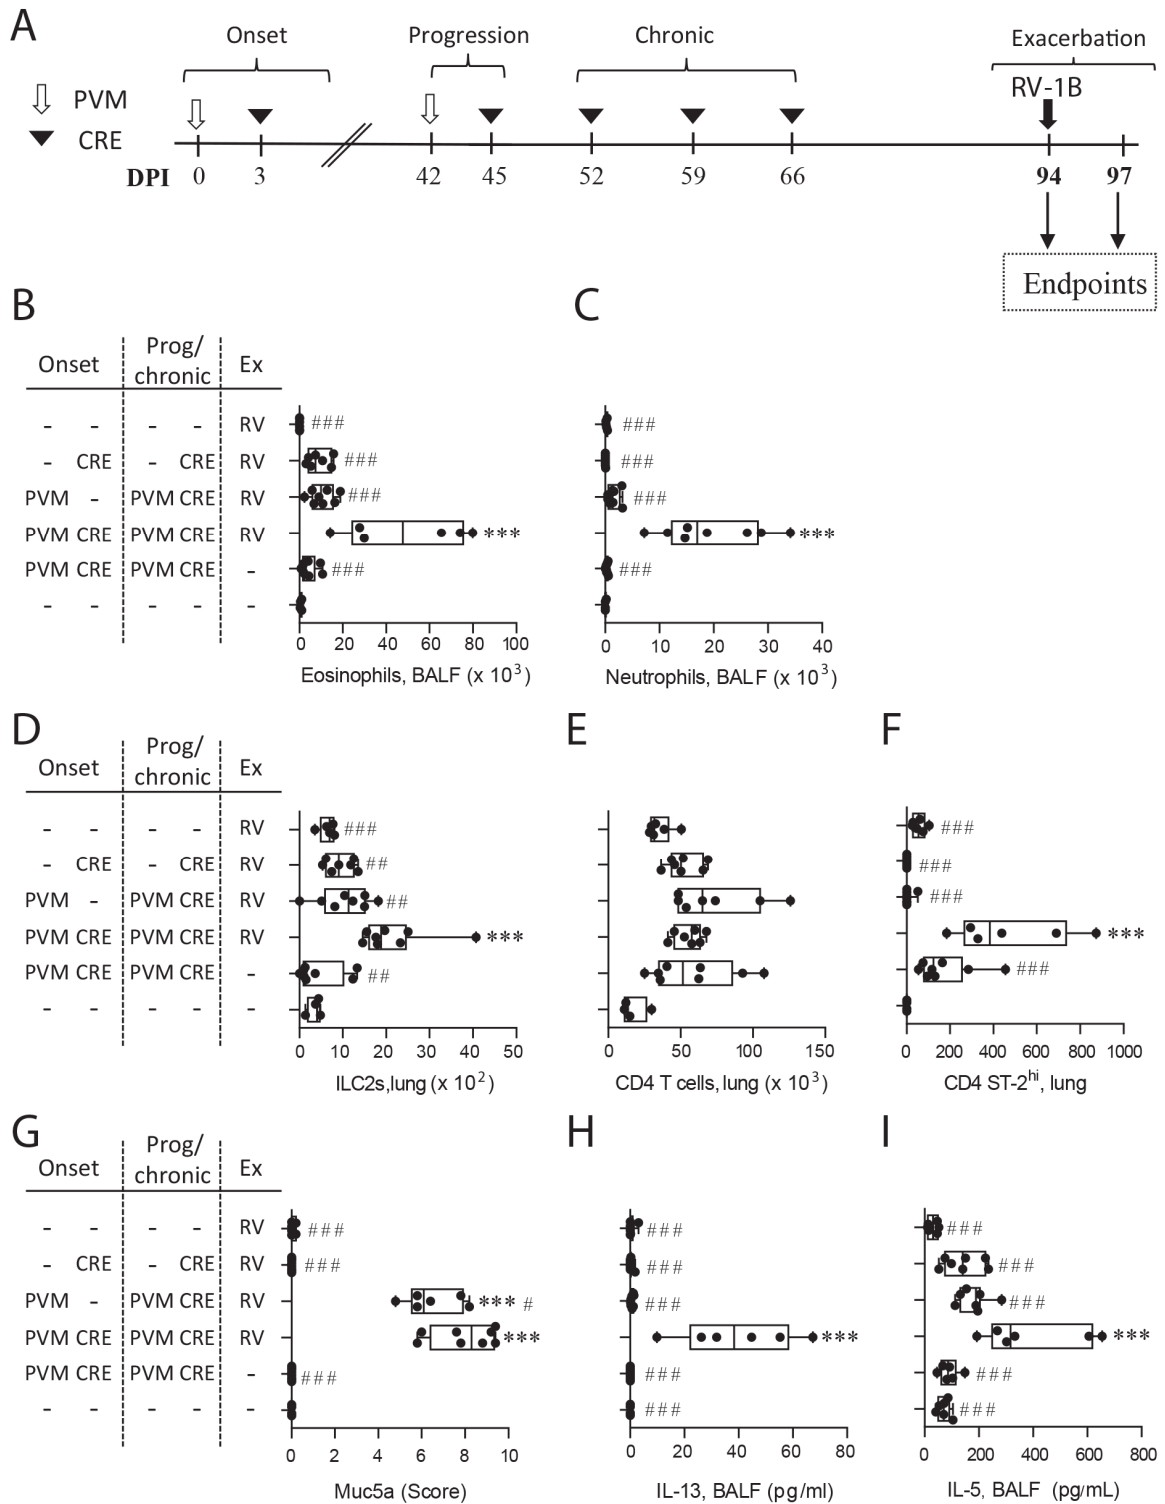 A
Onset
Progression
Chronic
Exacerbation
RV-1B
PVM
CRE
DPI 0 3 42 45 52 59 66 94 97
Endpoints
B
C
Onset Prog/ chronic Ex
- - - - RV ### ###
- CRE - CRE RV ### ###
PVM - PVM CRE RV ### ###
PVM CRE PVM CRE RV *** ***
PVM CRE PVM CRE - ### ###
- - - - -
0 20 40 60 80 100 0 10 20 30 40
Eosinophils, BALF (x 10³) Neutrophils, BALF (x 10³)
D
E
F
Onset Prog/ chronic Ex
- - - - RV ### ###
- CRE - CRE RV ## ###
PVM - PVM CRE RV ## ###
PVM CRE PVM CRE RV *** ***
PVM CRE PVM CRE - ## ###
- - - - -
0 10 20 30 40 50 0 50 100 150 0 200 400 600 800 1000
ILC2s,lung (x 10²) CD4 T cells, lung (x 10³) CD4 ST-2ʰⁱ, lung
G
H
I
Onset Prog/ chronic Ex
- - - - RV ### ### ###
- CRE - CRE RV ### ### ###
PVM - PVM CRE RV *** # ### ###
PVM CRE PVM CRE RV *** *** ***
PVM CRE PVM CRE - ### ### ###
- - - - - ### ###
0 2 4 6 8 10 0 20 40 60 80 0 200 400 600 800
Muc5a (Score) IL-13, BALF (pg/ml) IL-5, BALF (pg/mL)